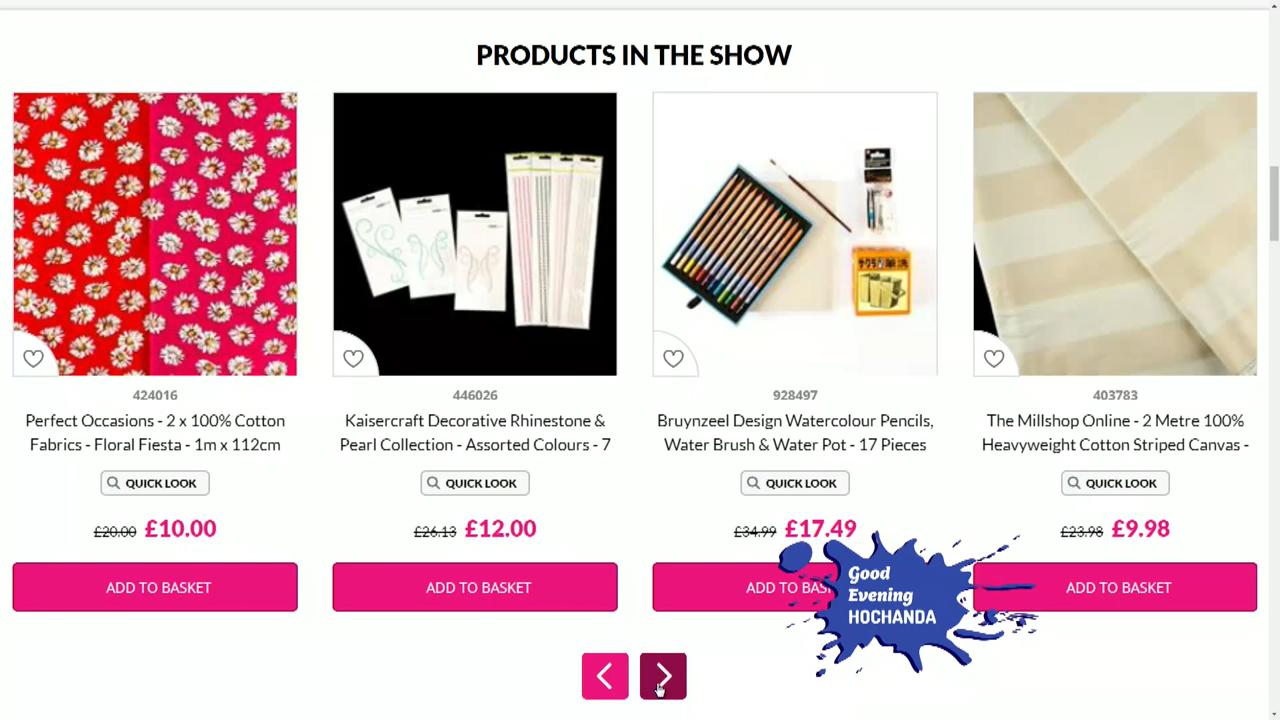 PRODUCTS IN THE SHOW
424016
Perfect Occasions - 2 x 100% Cotton
Fabrics - Floral Fiesta - 1m x 112cm
QUICK LOOK
£20.00 £10.00
ADD TO BASKET
446026
Kaisercraft Decorative Rhinestone &
Pearl Collection - Assorted Colours - 7
QUICK LOOK
£26.13 £12.00
ADD TO BASKET
928497
Bruynzeel Design Watercolour Pencils,
Water Brush & Water Pot - 17 Pieces
QUICK LOOK
£34.99 £17.49
ADD TO BAS
403783
The Millshop Online - 2 Metre 100%
Heavyweight Cotton Striped Canvas -
QUICK LOOK
£23.98 £9.98
ADD TO BASKET
Good
Evening
HOCHANDA